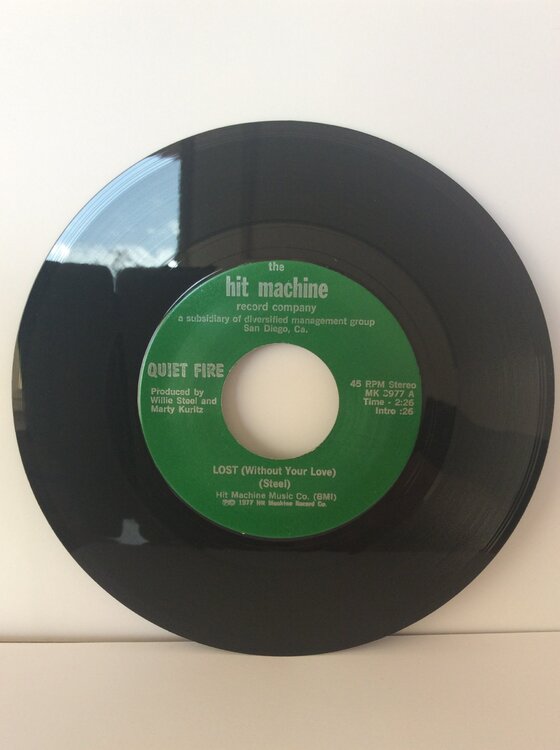 the
hit machine
record company
a subsidiary of diversified management group
San Diego, Ca.
QUIET FIRE
Produced by
Willie Steel and
Marty Kuritz
45 RPM Stereo
MK 3977 A
Time - 2:26
Intro :26
LOST (Without Your Love)
(Steel)
Hit Machine Music Co. (BMI)
℗© 1977 Hit Machine Record Co.